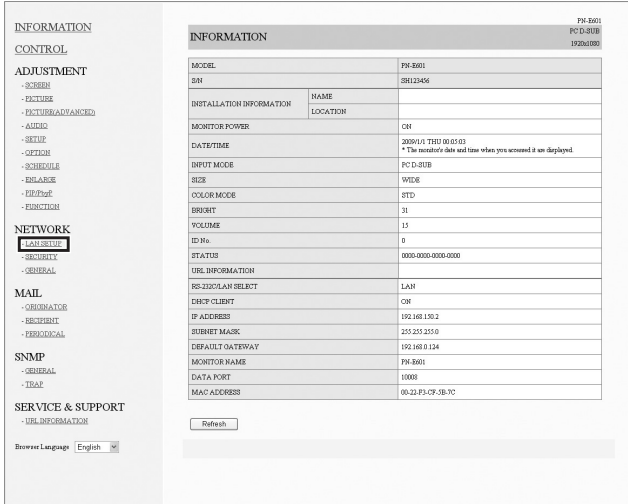 INFORMATION
CONTROL
ADJUSTMENT
- SCREEN
- PICTURE
- PICTURE(ADVANCED)
- AUDIO
- SETUP
- OPTION
- SCHEDULE
- ENLARGE
- PIP/PbyP
- FUNCTION
NETWORK
- LAN SETUP
- SECURITY
- GENERAL
MAIL
- ORIGINATOR
- RECIPIENT
- PERIODICAL
SNMP
- GENERAL
- TRAP
SERVICE & SUPPORT
- URL INFORMATION
Browser Language English
PN-E601
INFORMATION PC D-SUB
1920x1080
MODEL PN-E601
S/N SH123456
INSTALLATION INFORMATION NAME
LOCATION
MONITOR POWER ON
DATE/TIME 2009/1/1 THU 00:05:03
* The monitor's date and time when you accessed it are displayed.
INPUT MODE PC D-SUB
SIZE WIDE
COLOR MODE STD
BRIGHT 31
VOLUME 15
ID No. 0
STATUS 0000-0000-0000-0000
URL INFORMATION
RS-232C/LAN SELECT LAN
DHCP CLIENT ON
IP ADDRESS 192.168.150.2
SUBNET MASK 255.255.255.0
DEFAULT GATEWAY 192.168.0.124
MONITOR NAME PN-E601
DATA PORT 10008
MAC ADDRESS 00-22-F3-CF-5B-7C
Refresh